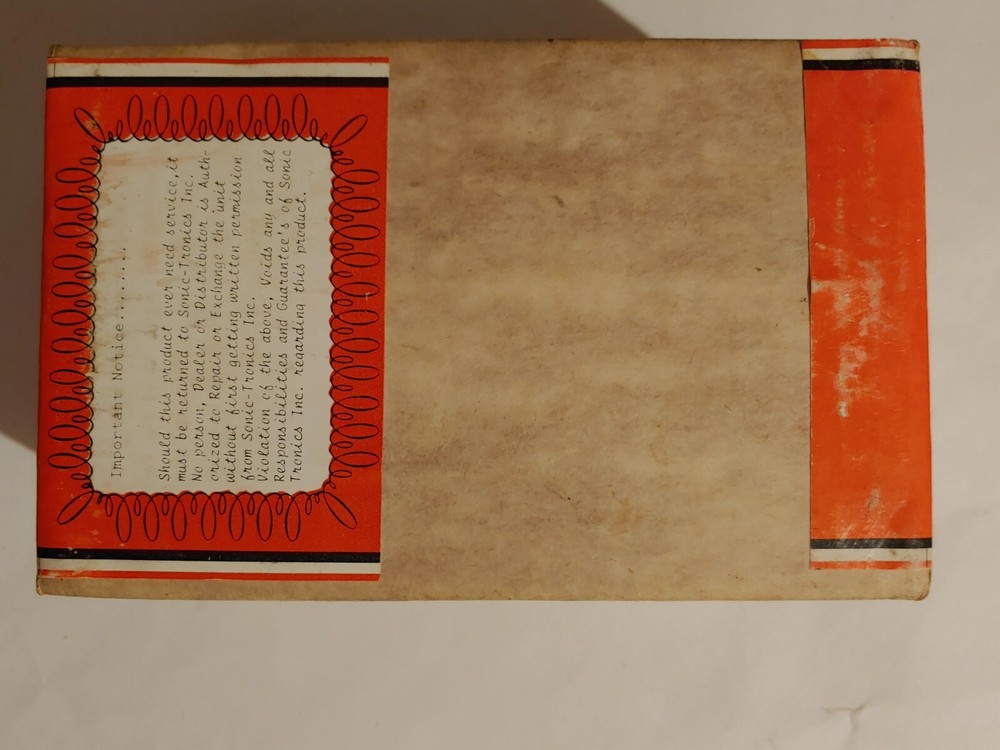 Important Notice........
Should this product ever need service, it
must be returned to Sonic-Tronics Inc.
No person, Dealer or Distributor is Auth-
orized to Repair or Exchange the unit
without first getting written permission
from Sonic-Tronics Inc.
Violation of the above, Voids any and all
Responsibilities and Guarantee's of Sonic
Tronics Inc. regarding this product.